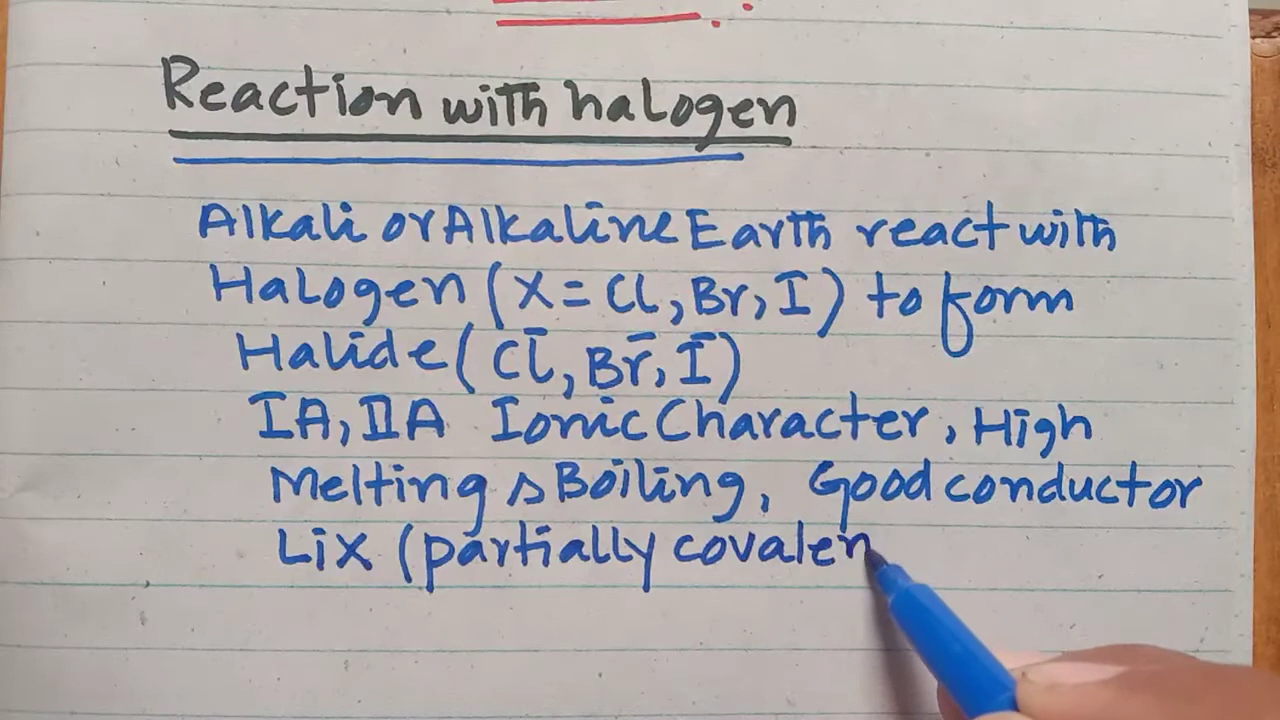 Reaction with halogen
Alkali or Alkaline Earth react with
Halogen (X = Cl, Br, I) to form
Halide (Cl̄, Br̄, Ī)
IA, IIA Ionic Character, High
Melting & Boiling, Good conductor
LiX (partially covalen